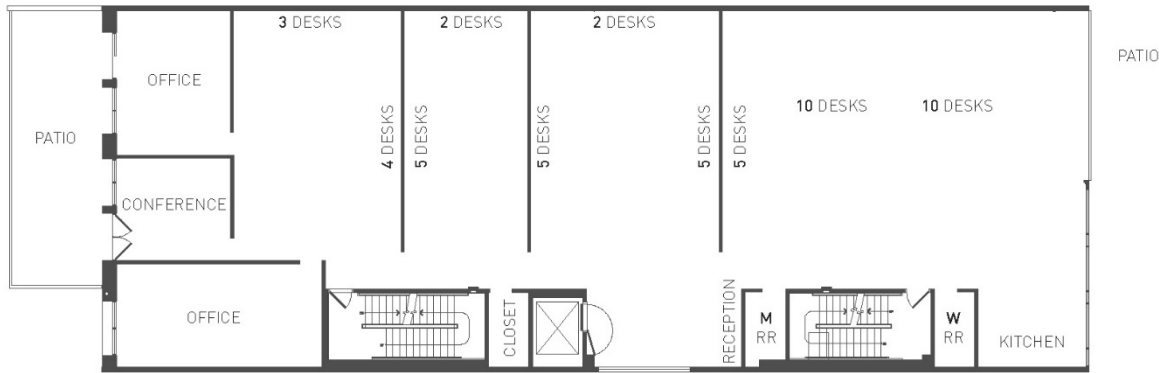 3 DESKS
2 DESKS
2 DESKS
PATIO
OFFICE
10 DESKS
10 DESKS
PATIO
4 DESKS
5 DESKS
5 DESKS
5 DESKS
5 DESKS
CONFERENCE
OFFICE
CLOSET
RECEPTION
M
RR
W
RR
KITCHEN